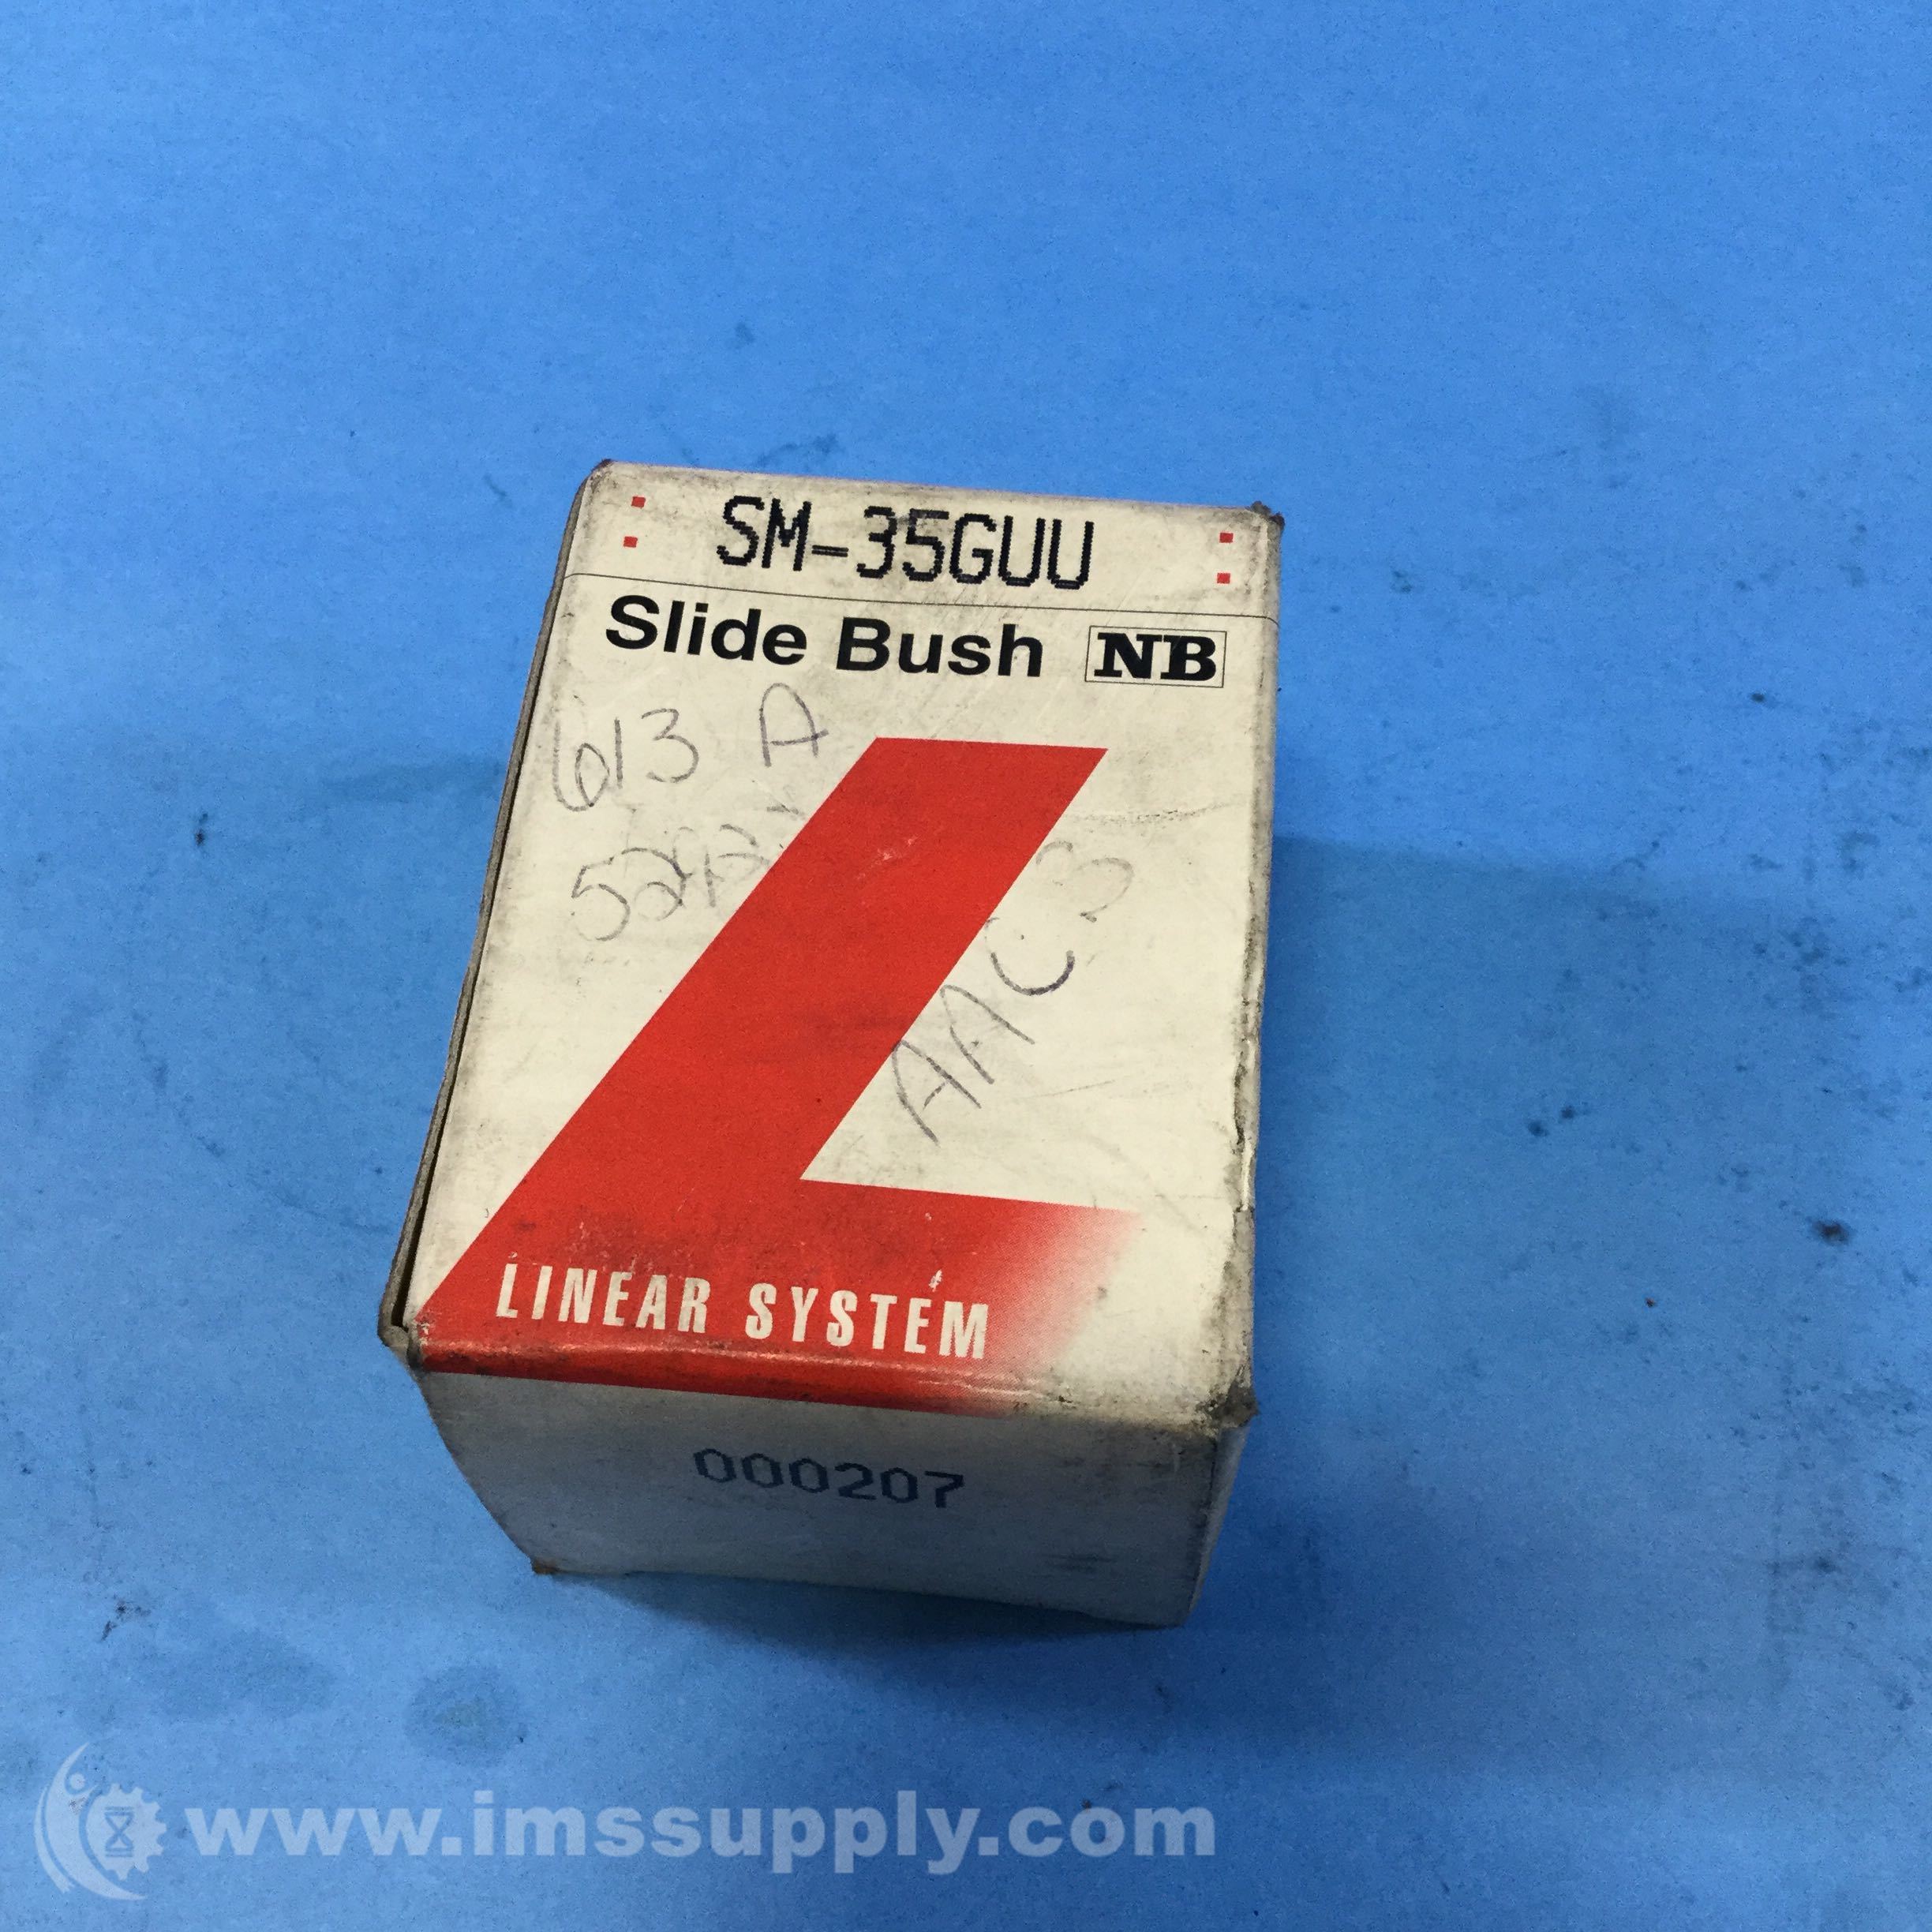 SM-35GUU
Slide Bush NB
613 A
AAC3
LINEAR SYSTEM
000207
www.imssupply.com